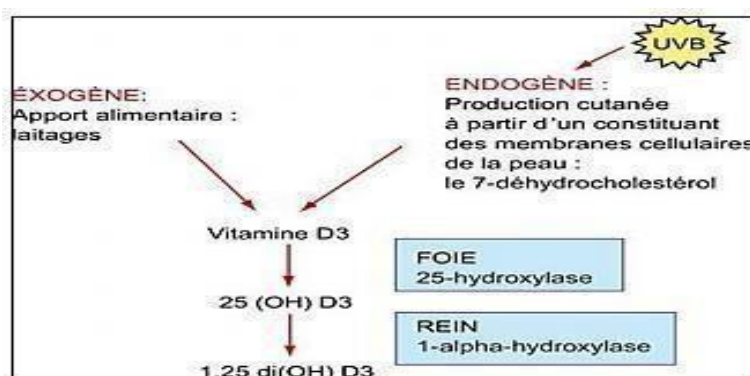 UVB
ÉXOGÈNE:
Apport alimentaire :
laitages
ENDOGÈNE :
Production cutanée
à partir d'un constituant
des membranes cellulaires
de la peau :
le 7-déhydrocholestérol
Vitamine D3
FOIE
25-hydroxylase
25 (OH) D3
REIN
1-alpha-hydroxylase
1,25 di(OH) D3